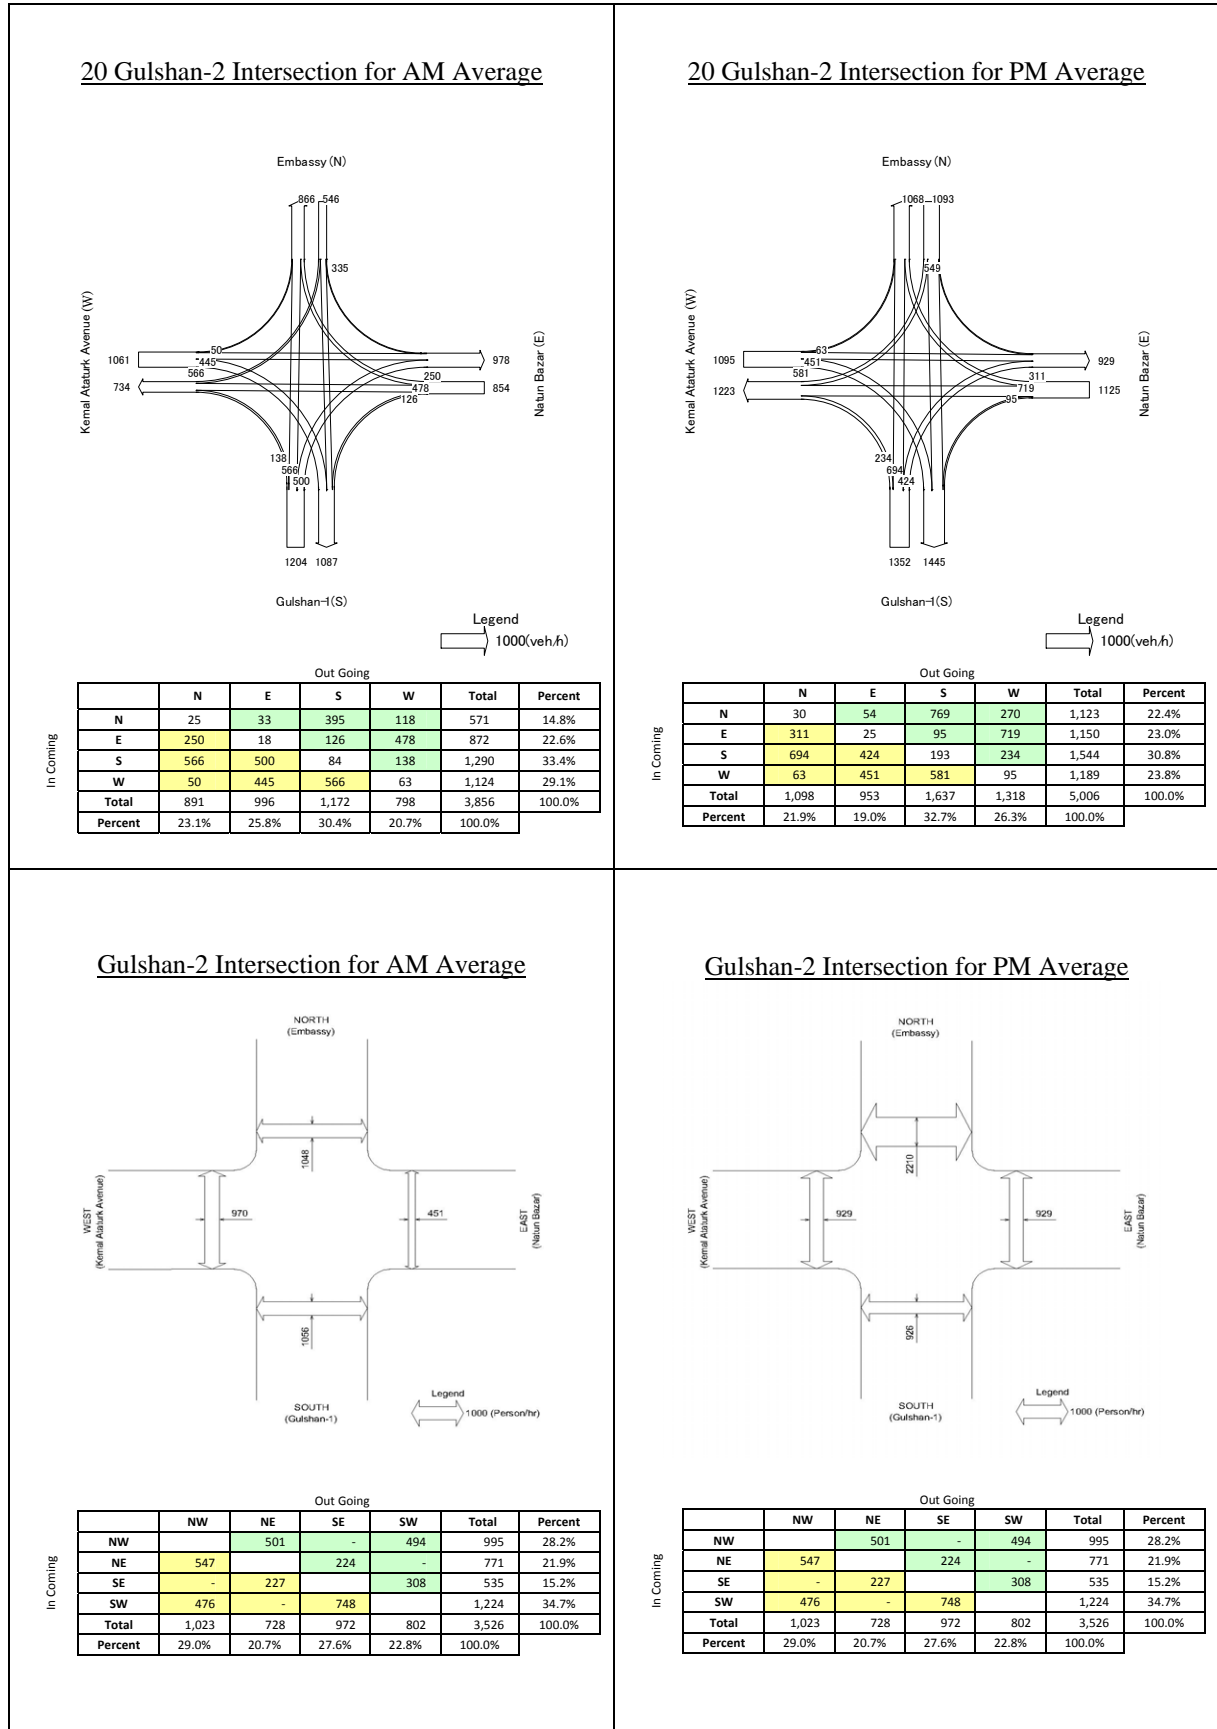 20 Gulshan-2 Intersection for AM Average
Embassy (N)
866 546
335
Kemal Ataturk Avenue (W)
Natun Bazar (E)
1061
50
445
566
734
978
250
478
126
854
138
566
500
1204 1087
Gulshan-1(S)
Legend
1000(veh/h)
Out Going
In Coming
N E S W Total Percent
N 25 33 395 118 571 14.8%
E 250 18 126 478 872 22.6%
S 566 500 84 138 1,290 33.4%
W 50 445 566 63 1,124 29.1%
Total 891 996 1,172 798 3,856 100.0%
Percent 23.1% 25.8% 30.4% 20.7% 100.0%
20 Gulshan-2 Intersection for PM Average
Embassy (N)
1068 1093
549
Kemal Ataturk Avenue (W)
Natun Bazar (E)
1095
63
451
581
1223
929
311
719
95
1125
234
694
424
1352 1445
Gulshan-1(S)
Legend
1000(veh/h)
Out Going
In Coming
N E S W Total Percent
N 30 54 769 270 1,123 22.4%
E 311 25 95 719 1,150 23.0%
S 694 424 193 234 1,544 30.8%
W 63 451 581 95 1,189 23.8%
Total 1,098 953 1,637 1,318 5,006 100.0%
Percent 21.9% 19.0% 32.7% 26.3% 100.0%
Gulshan-2 Intersection for AM Average
NORTH
(Embassy)
1048
WEST
(Kemal Ataturk Avenue)
970
451
EAST
(Natun Bazar)
1056
SOUTH
(Gulshan-1)
Legend
1000 (Person/hr)
Out Going
In Coming
NW NE SE SW Total Percent
NW 501 - 494 995 28.2%
NE 547 224 - 771 21.9%
SE - 227 308 535 15.2%
SW 476 - 748 1,224 34.7%
Total 1,023 728 972 802 3,526 100.0%
Percent 29.0% 20.7% 27.6% 22.8% 100.0%
Gulshan-2 Intersection for PM Average
NORTH
(Embassy)
2210
WEST
(Kemal Ataturk Avenue)
929
929
EAST
(Natun Bazar)
926
SOUTH
(Gulshan-1)
Legend
1000 (Person/hr)
Out Going
In Coming
NW NE SE SW Total Percent
NW 501 - 494 995 28.2%
NE 547 224 - 771 21.9%
SE - 227 308 535 15.2%
SW 476 - 748 1,224 34.7%
Total 1,023 728 972 802 3,526 100.0%
Percent 29.0% 20.7% 27.6% 22.8% 100.0%